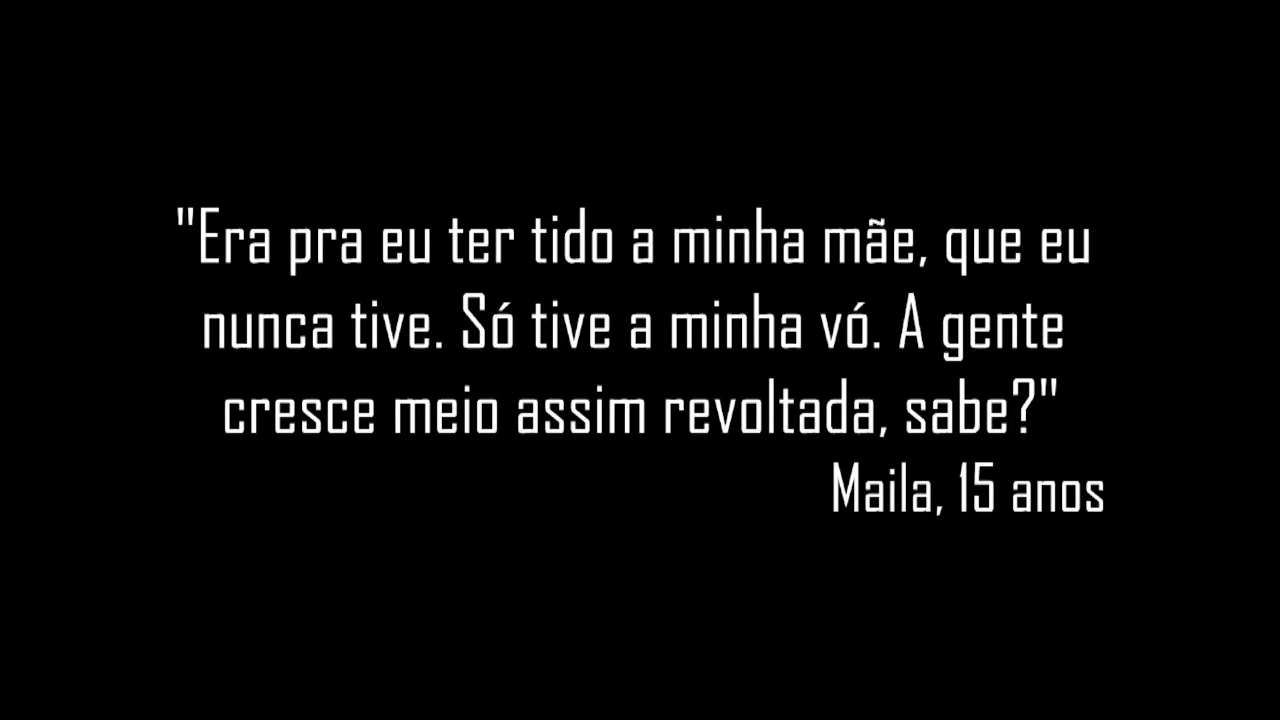 "Era pra eu ter tido a minha mãe, que eu
nunca tive. Só tive a minha vó. A gente
cresce meio assim revoltada, sabe?"
Maila, 15 anos